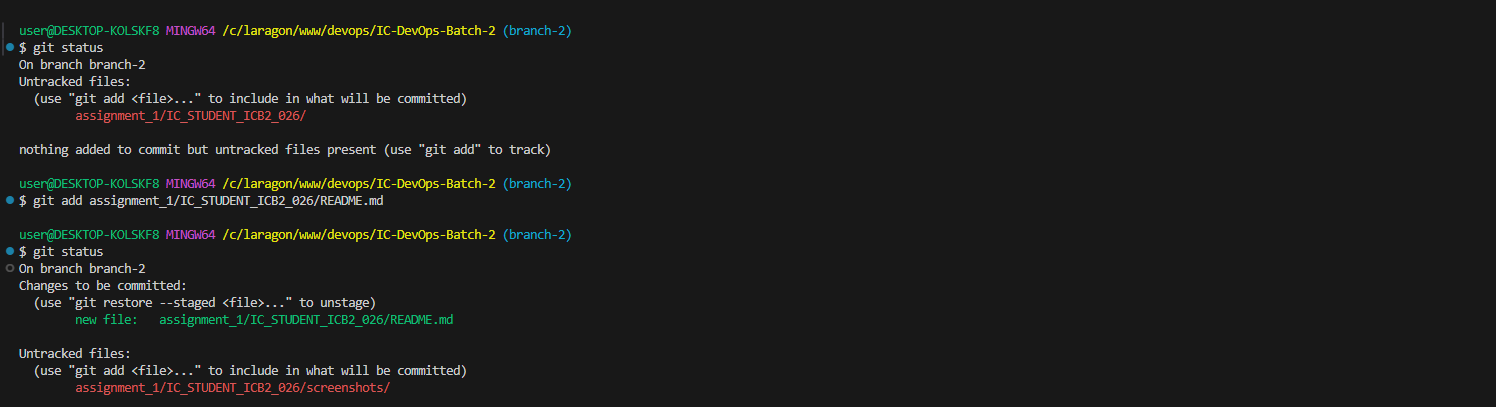 user@DESKTOP-KOLSKF8 MINGW64 /c/laragon/www/devops/IC-DevOps-Batch-2 (branch-2)
$ git status
On branch branch-2
Untracked files:
  (use "git add <file>..." to include in what will be committed)
        assignment_1/IC_STUDENT_ICB2_026/

nothing added to commit but untracked files present (use "git add" to track)

user@DESKTOP-KOLSKF8 MINGW64 /c/laragon/www/devops/IC-DevOps-Batch-2 (branch-2)
$ git add assignment_1/IC_STUDENT_ICB2_026/README.md

user@DESKTOP-KOLSKF8 MINGW64 /c/laragon/www/devops/IC-DevOps-Batch-2 (branch-2)
$ git status
On branch branch-2
Changes to be committed:
  (use "git restore --staged <file>..." to unstage)
        new file:   assignment_1/IC_STUDENT_ICB2_026/README.md

Untracked files:
  (use "git add <file>..." to include in what will be committed)
        assignment_1/IC_STUDENT_ICB2_026/screenshots/